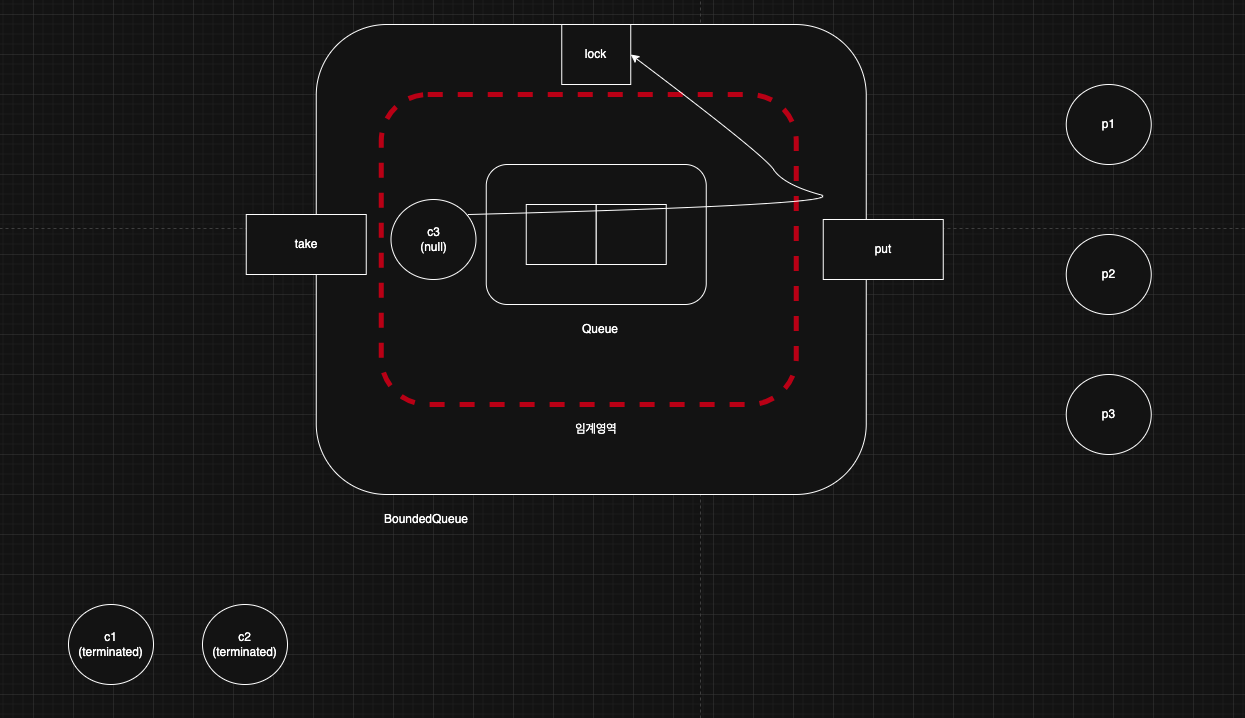 lock
p1
take
c3
(null)
put
p2
Queue
p3
임계영역
BoundedQueue
c1
(terminated)
c2
(terminated)